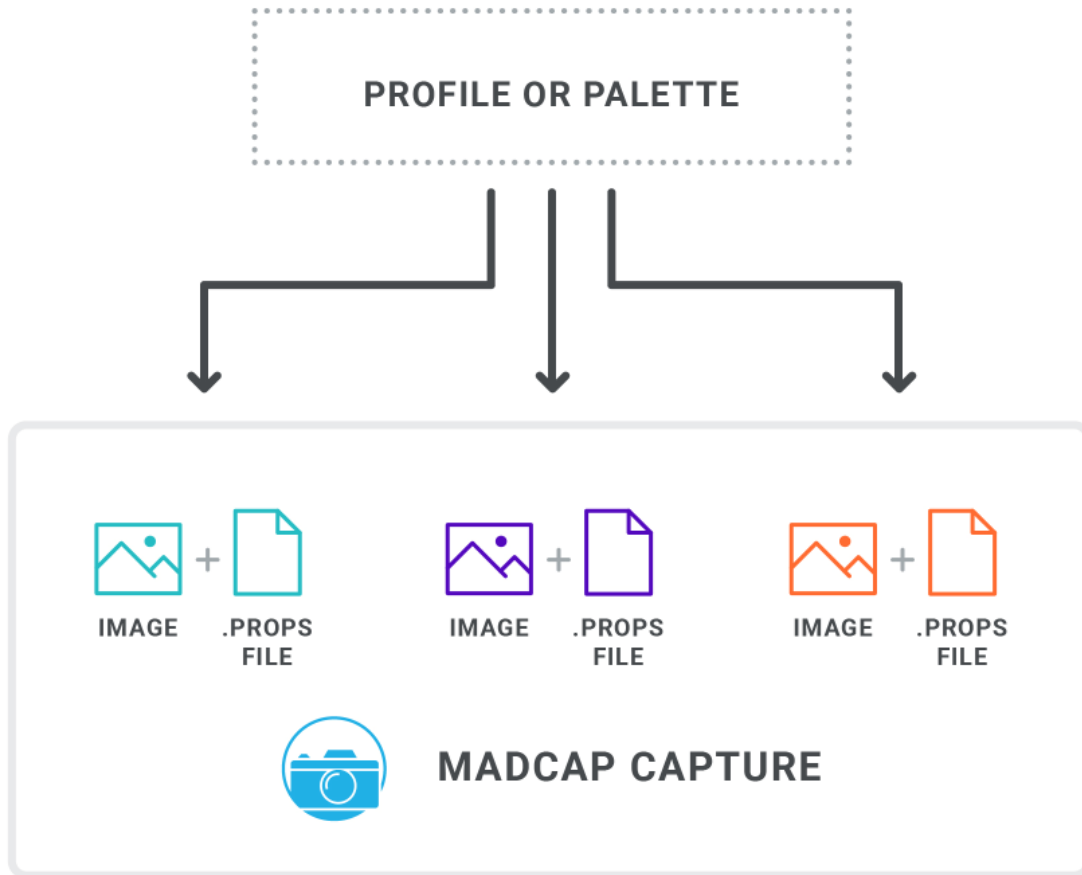 PROFILE OR PALETTE
IMAGE
.PROPS
FILE
IMAGE
.PROPS
FILE
IMAGE
.PROPS
FILE
MADCAP CAPTURE